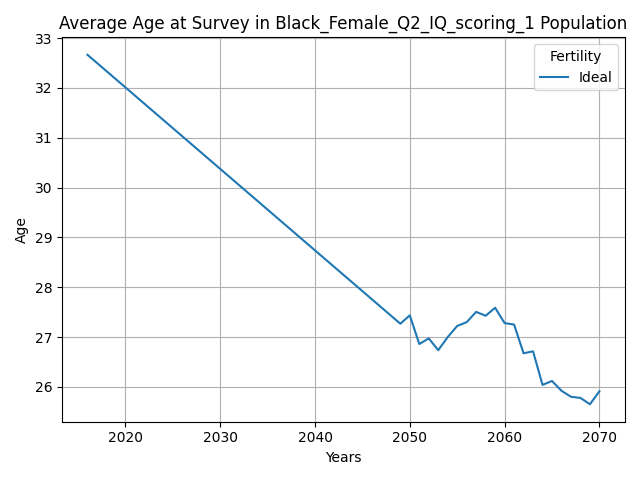 Average Age at Survey in Black_Female_Q2_IQ_scoring_1 Population
Fertility
Ideal
33
32
31
30
29
28
27
26
Age
2020 2030 2040 2050 2060 2070
Years